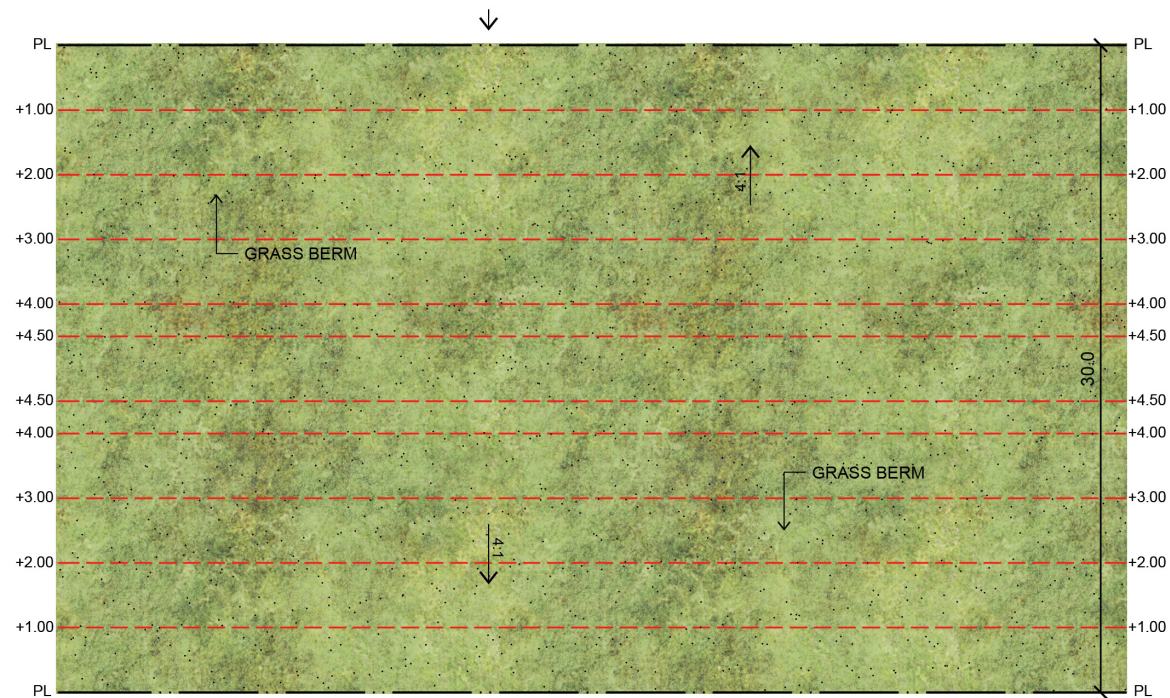 PL PL
+1.00 +1.00
+2.00 4:1 +2.00
+3.00 +3.00
GRASS BERM
+4.00 +4.00
+4.50 +4.50
30.0
+4.50 +4.50
+4.00 +4.00
GRASS BERM
+3.00 +3.00
4:1
+2.00 +2.00
+1.00 +1.00
PL PL